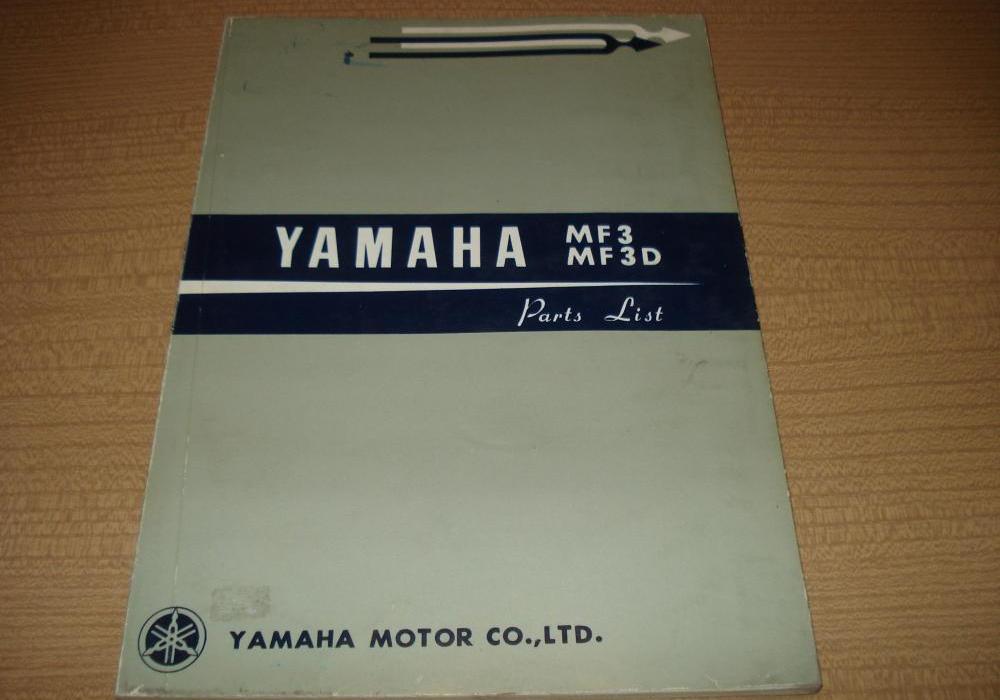 YAMAHA MF3
MF3D
Parts List
YAMAHA MOTOR CO.,LTD.